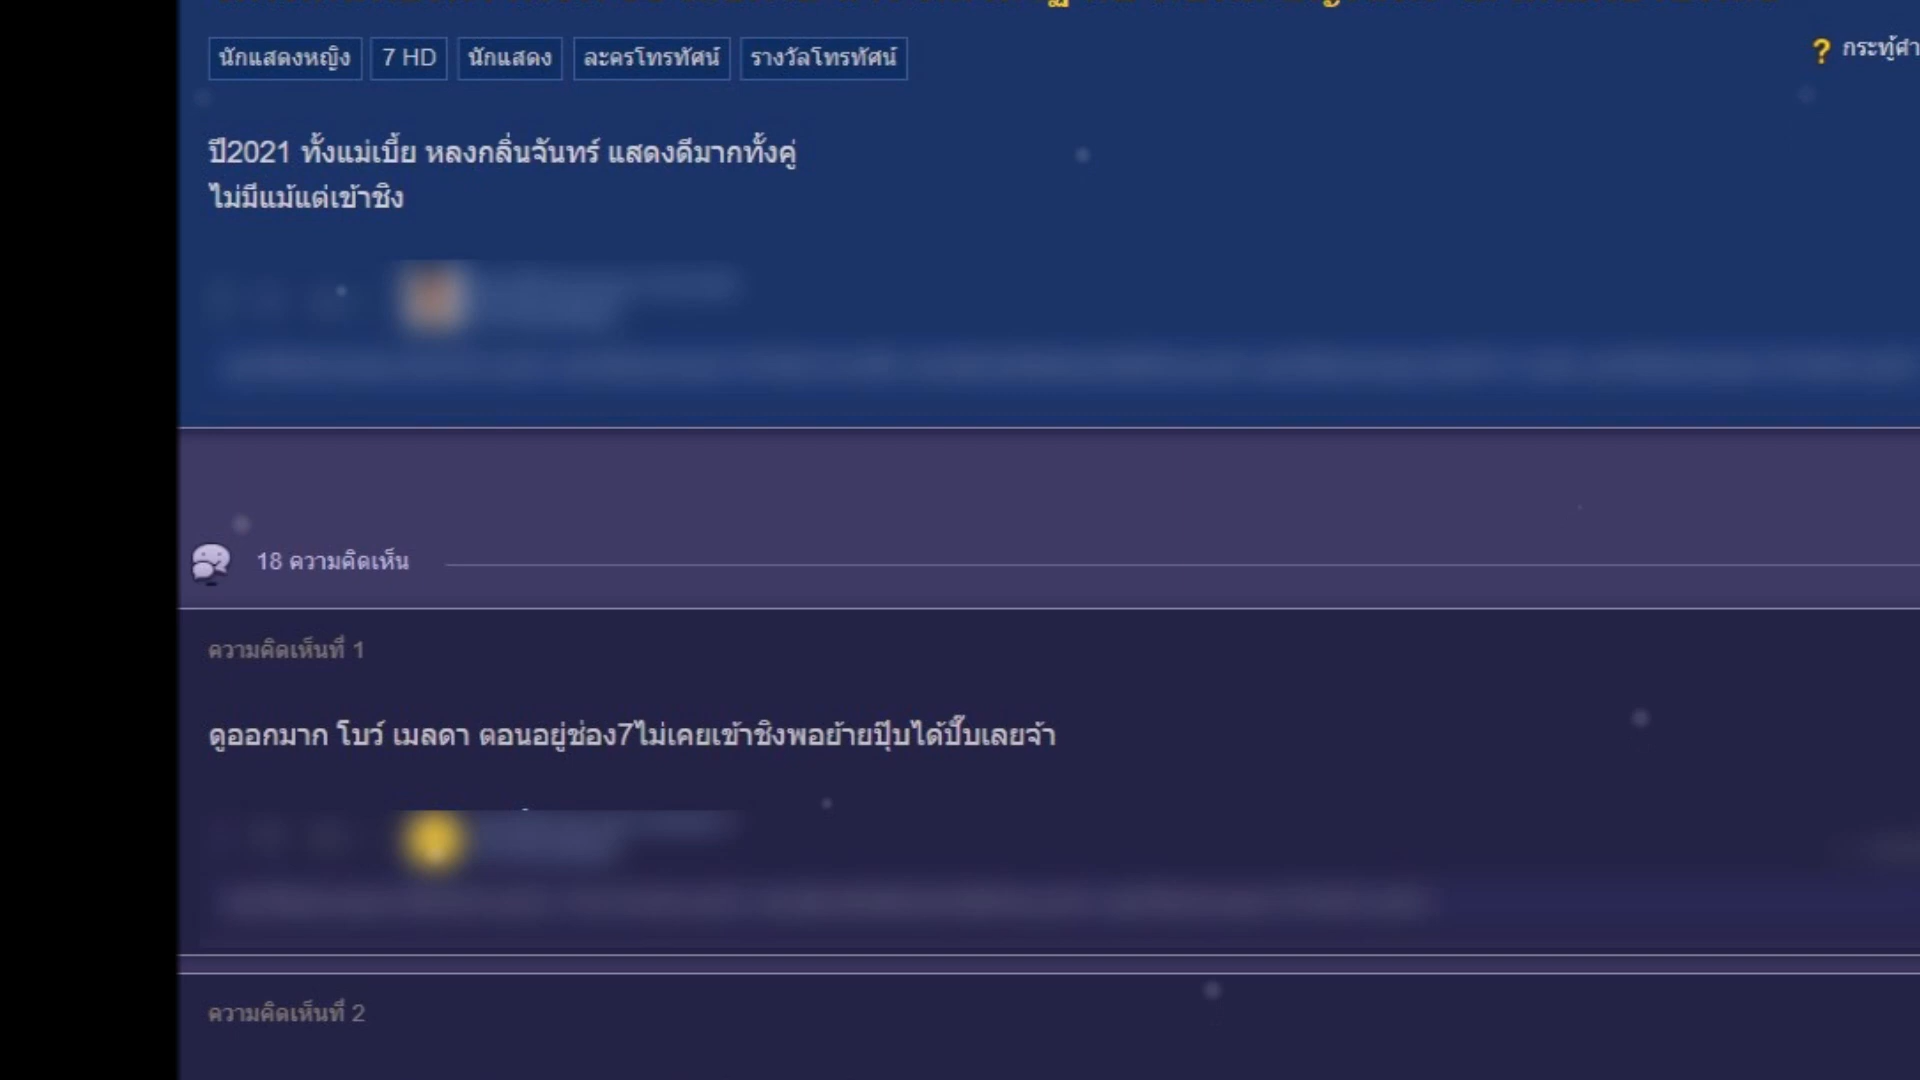 นักแสดงหญิง 7 HD นักแสดง ละครโทรทัศน์ รางวัลโทรทัศน์
? กระทู้คำ
ปี2021 ทั้งแม่เบี้ย หลงกลิ่นจันทร์ แสดงดีมากทั้งคู่
ไม่มีแม้แต่เข้าชิง
18 ความคิดเห็น
ความคิดเห็นที่ 1
ดูออกมาก โบว์ เมลดา ตอนอยู่ช่อง7ไม่เคยเข้าชิงพอย้ายปุ๊บได้ปั๊บเลยจ้า
ความคิดเห็นที่ 2